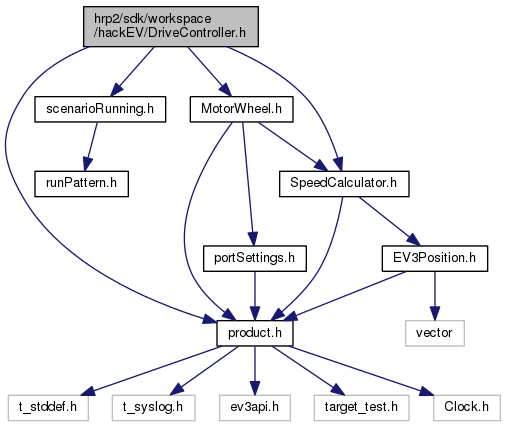 hrp2/sdk/workspace
/hackEV/DriveController.h
scenarioRunning.h
MotorWheel.h
runPattern.h
SpeedCalculator.h
portSettings.h
EV3Position.h
product.h
vector
t_stddef.h
t_syslog.h
ev3api.h
target_test.h
Clock.h